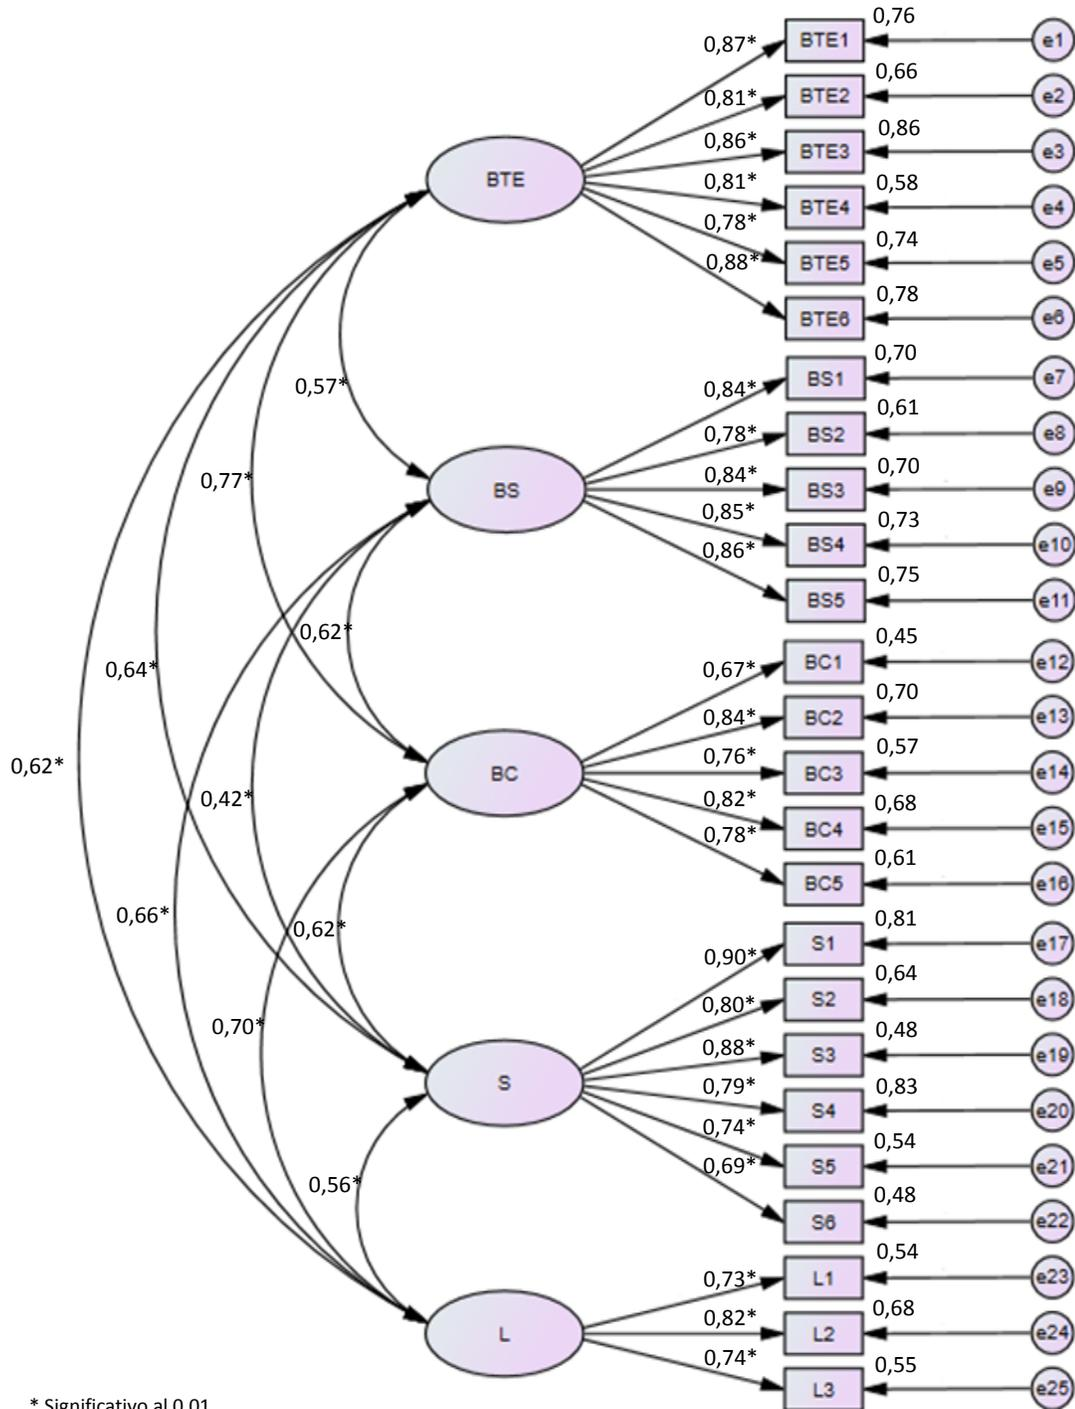 0,76
0,87* BTE1 e1
0,66
0,81* BTE2 e2
0,86
0,86* BTE3 e3
BTE
0,58
0,81* BTE4 e4
0,74
0,78* BTE5 e5
0,78
0,88* BTE6 e6
0,70
0,57*
0,84* BS1 e7
0,61
0,78* BS2 e8
0,77*
0,70
BS
0,84* BS3 e9
0,73
0,85* BS4 e10
0,75
0,86* BS5 e11
0,62*
0,45
0,64*
0,67* BC1 e12
0,70
0,84* BC2 e13
0,57
0,62*
BC
0,76* BC3 e14
0,68
0,42*
0,82* BC4 e15
0,61
0,78* BC5 e16
0,66*
0,81
0,62*
0,90* S1 e17
0,64
0,80* S2 e18
0,70*
0,48
0,88* S3 e19
S
0,83
0,79* S4 e20
0,54
0,74* S5 e21
0,56*
0,48
0,69* S6 e22
0,54
0,73* L1 e23
0,68
L
0,82* L2 e24
0,55
0,74* L3 e25
* Significativo al 0,01